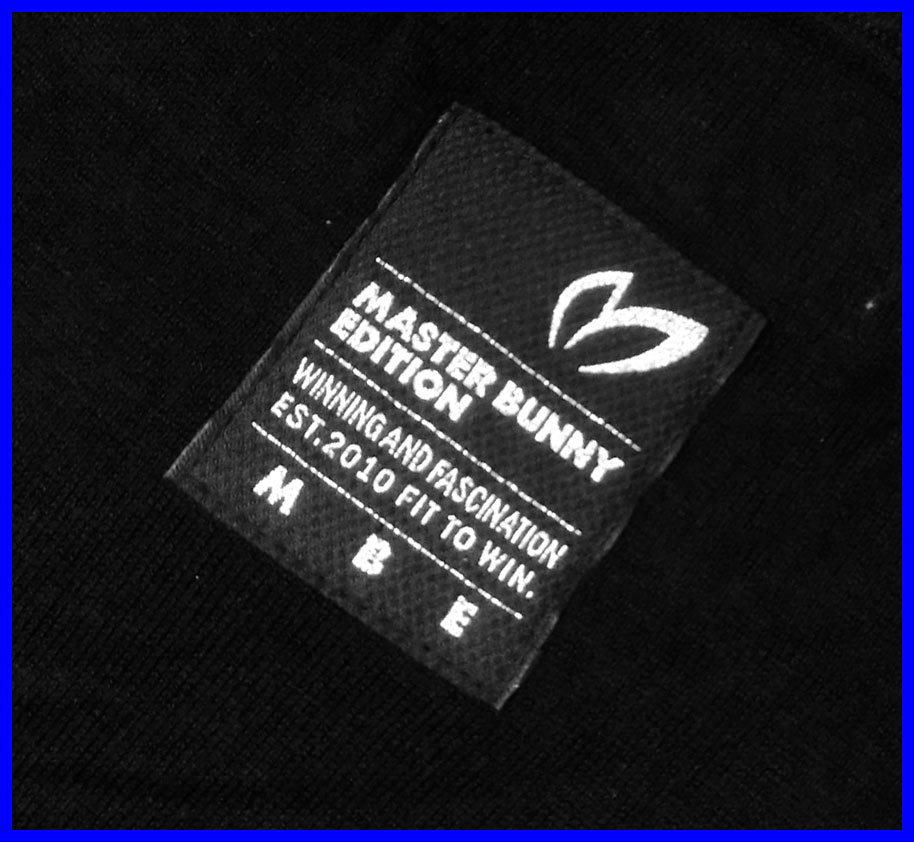 MASTER BUNNY
EDITION
WINNING AND FASCINATION
EST.2010 FIT TO WIN.
M B E